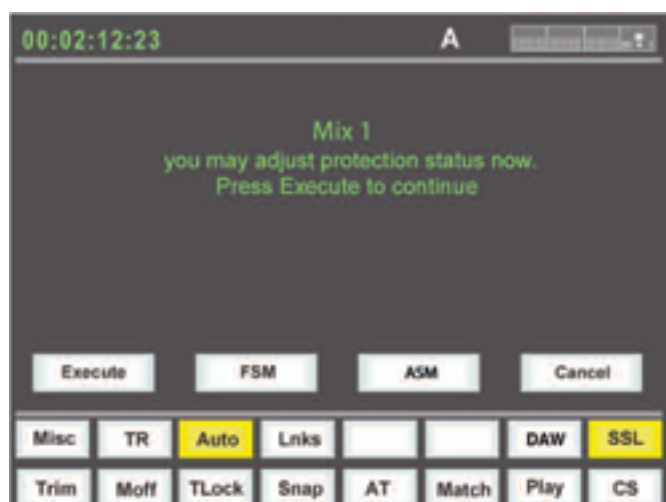 00:02:12:23 A
Mix 1
you may adjust protection status now.
Press Execute to continue
Execute FSM ASM Cancel
Misc TR Auto Lnks DAW SSL
Trim Moff TLock Snap AT Match Play CS